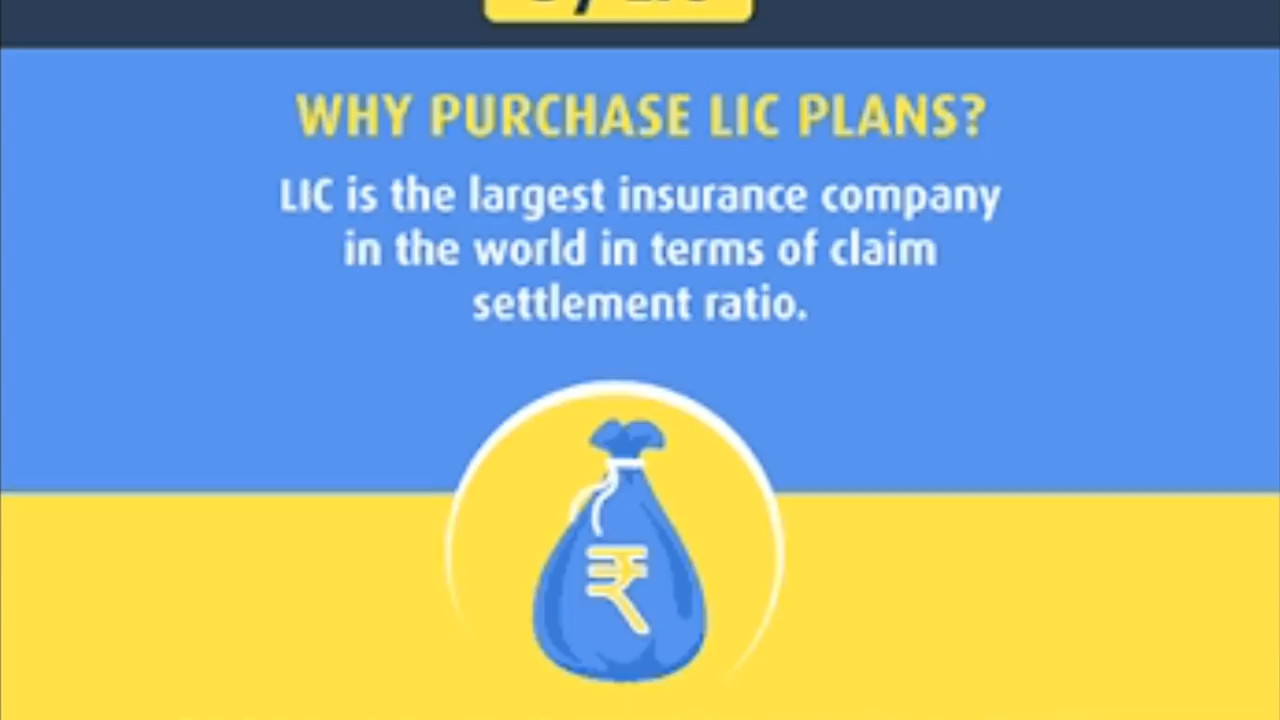 WHY PURCHASE LIC PLANS?
LIC is the largest insurance company
in the world in terms of claim
settlement ratio.
₹